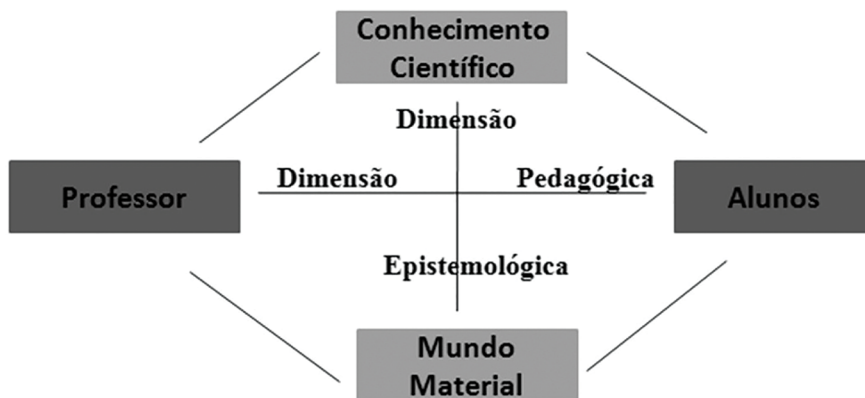 Conhecimento
Científico
Dimensão
Dimensão Pedagógica
Professor
Alunos
Epistemológica
Mundo
Material